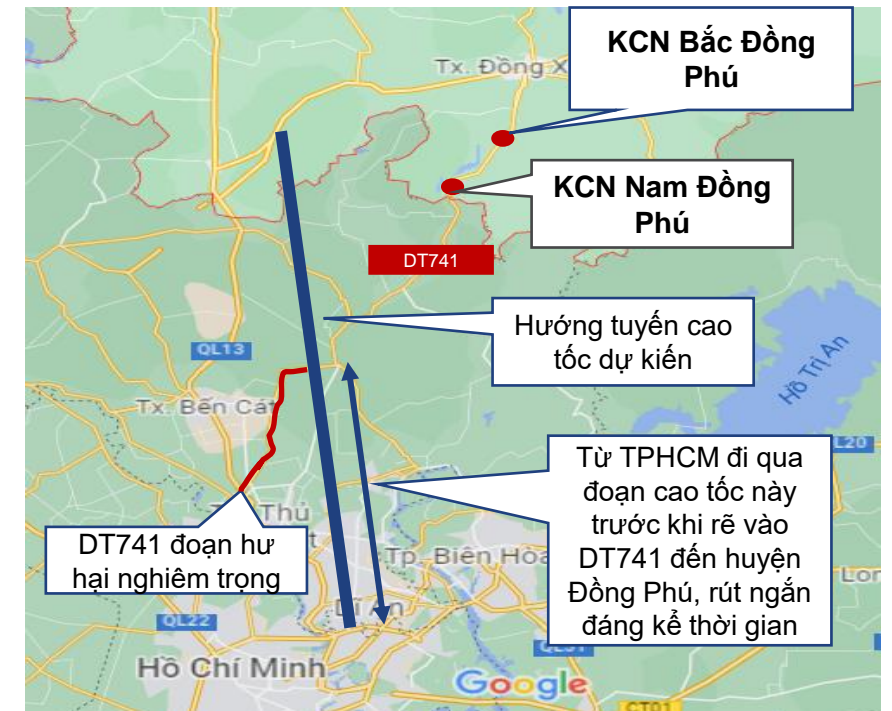 KCN Bắc Đồng
Phú
Tx. Đồng X
KCN Nam Đồng
Phú
DT741
Hướng tuyến cao
tốc dự kiến
QL13
Hồ Trị An
Tx. Bến Cát
L20
Từ TPHCM đi qua
đoạn cao tốc này
trước khi rẽ vào
DT741 đến huyện
Đồng Phú, rút ngắn
đáng kể thời gian
Thủ
DT741 đoạn hư
hại nghiêm trọng
Tp. Biên Hòa
Lon
Dĩ An
QL22
QL51
Hồ Chí Minh
Google
CT01